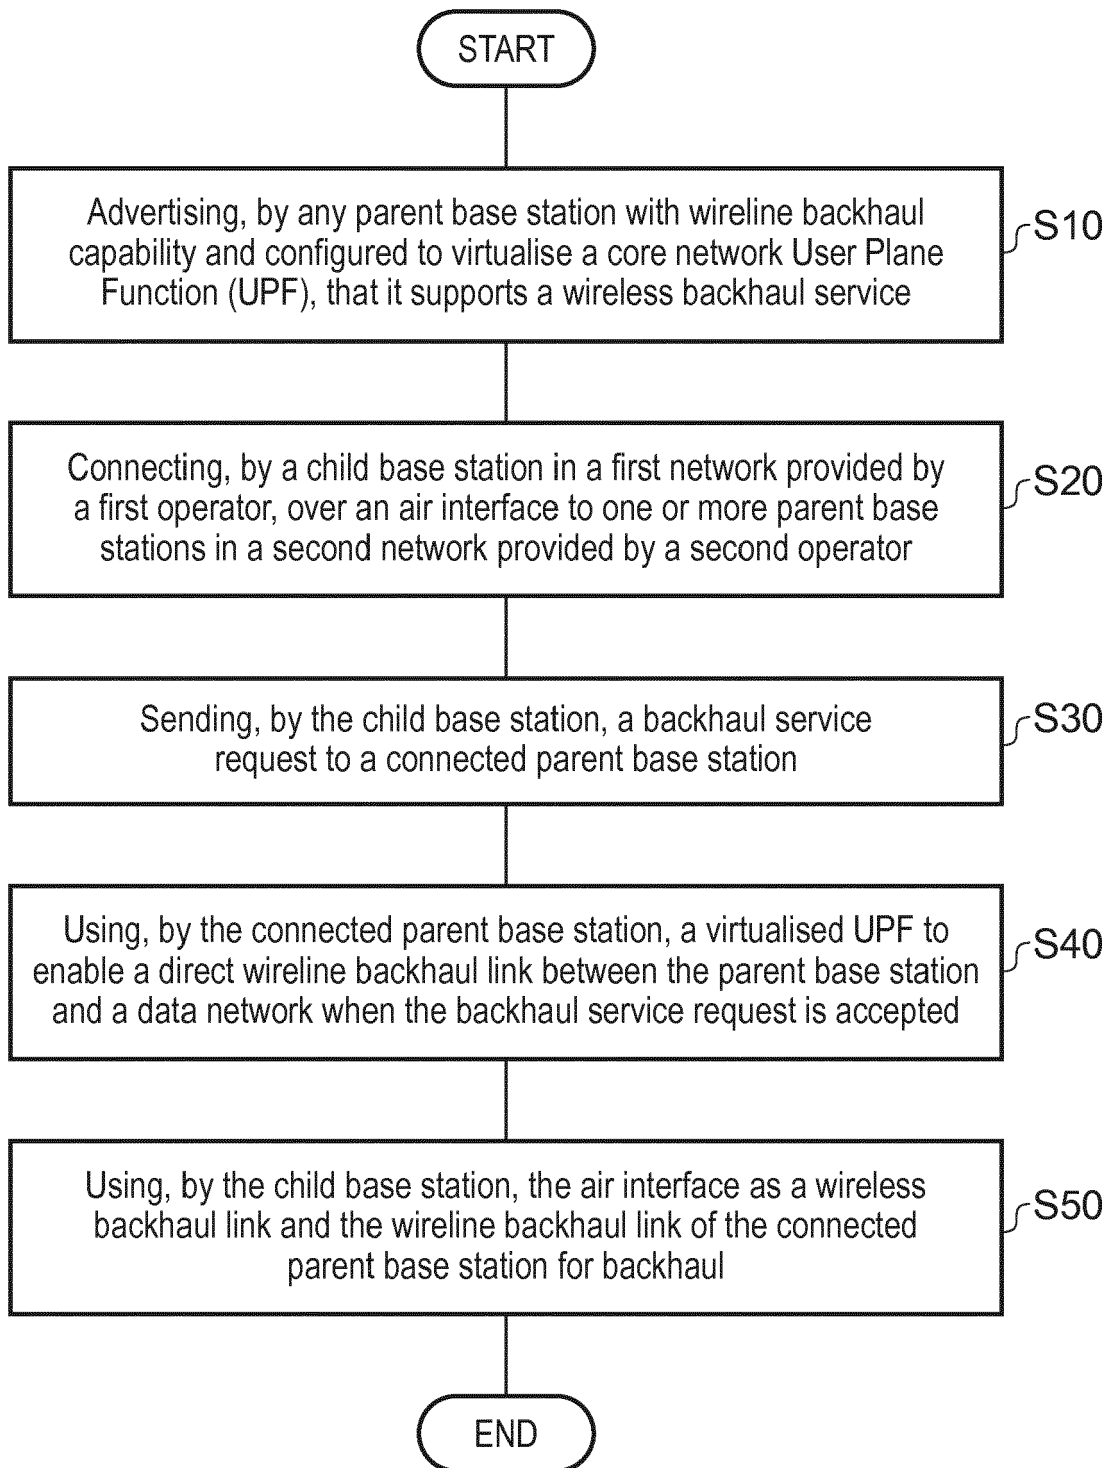 START
Advertising, by any parent base station with wireline backhaul
capability and configured to virtualise a core network User Plane
Function (UPF), that it supports a wireless backhaul service
S10
Connecting, by a child base station in a first network provided by
a first operator, over an air interface to one or more parent base
stations in a second network provided by a second operator
S20
Sending, by the child base station, a backhaul service
request to a connected parent base station
S30
Using, by the connected parent base station, a virtualised UPF to
enable a direct wireline backhaul link between the parent base station
and a data network when the backhaul service request is accepted
S40
Using, by the child base station, the air interface as a wireless
backhaul link and the wireline backhaul link of the connected
parent base station for backhaul
S50
END